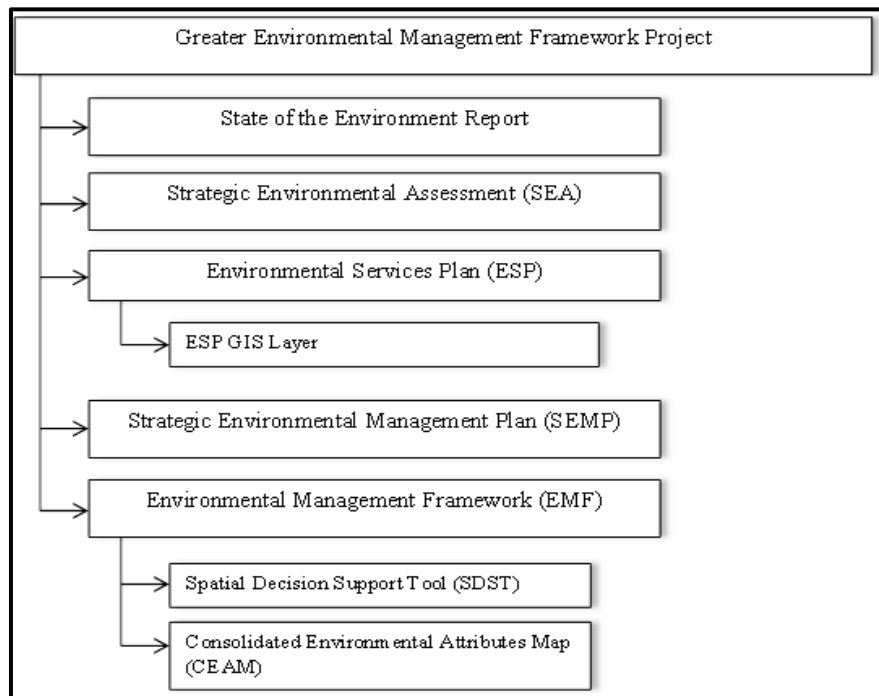 Greater Environmental Management Framework Project
State of the Environment Report
Strategic Environmental Assessment (SEA)
Environmental Services Plan (ESP)
ESP GIS Layer
Strategic Environmental Management Plan (SEMP)
Environmental Management Framework (EMF)
Spatial Decision Support Tool (SDST)
Consolidated Environmental Attributes Map
(CEAM)